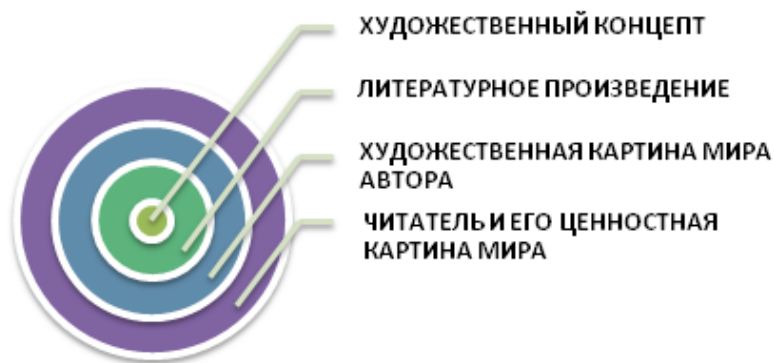 ХУДОЖЕСТВЕННЫЙ КОНЦЕПТ
ЛИТЕРАТУРНОЕ ПРОИЗВЕДЕНИЕ
ХУДОЖЕСТВЕННАЯ КАРТИНА МИРА
АВТОРА
ЧИТАТЕЛЬ И ЕГО ЦЕННОСТНАЯ
КАРТИНА МИРА